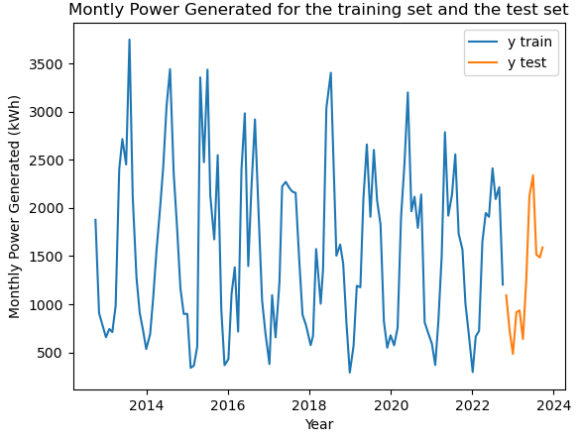 Montly Power Generated for the training set and the test set
y train
y test
Monthly Power Generated (kWh)
3500
3000
2500
2000
1500
1000
500
2014
2016
2018
2020
2022
2024
Year